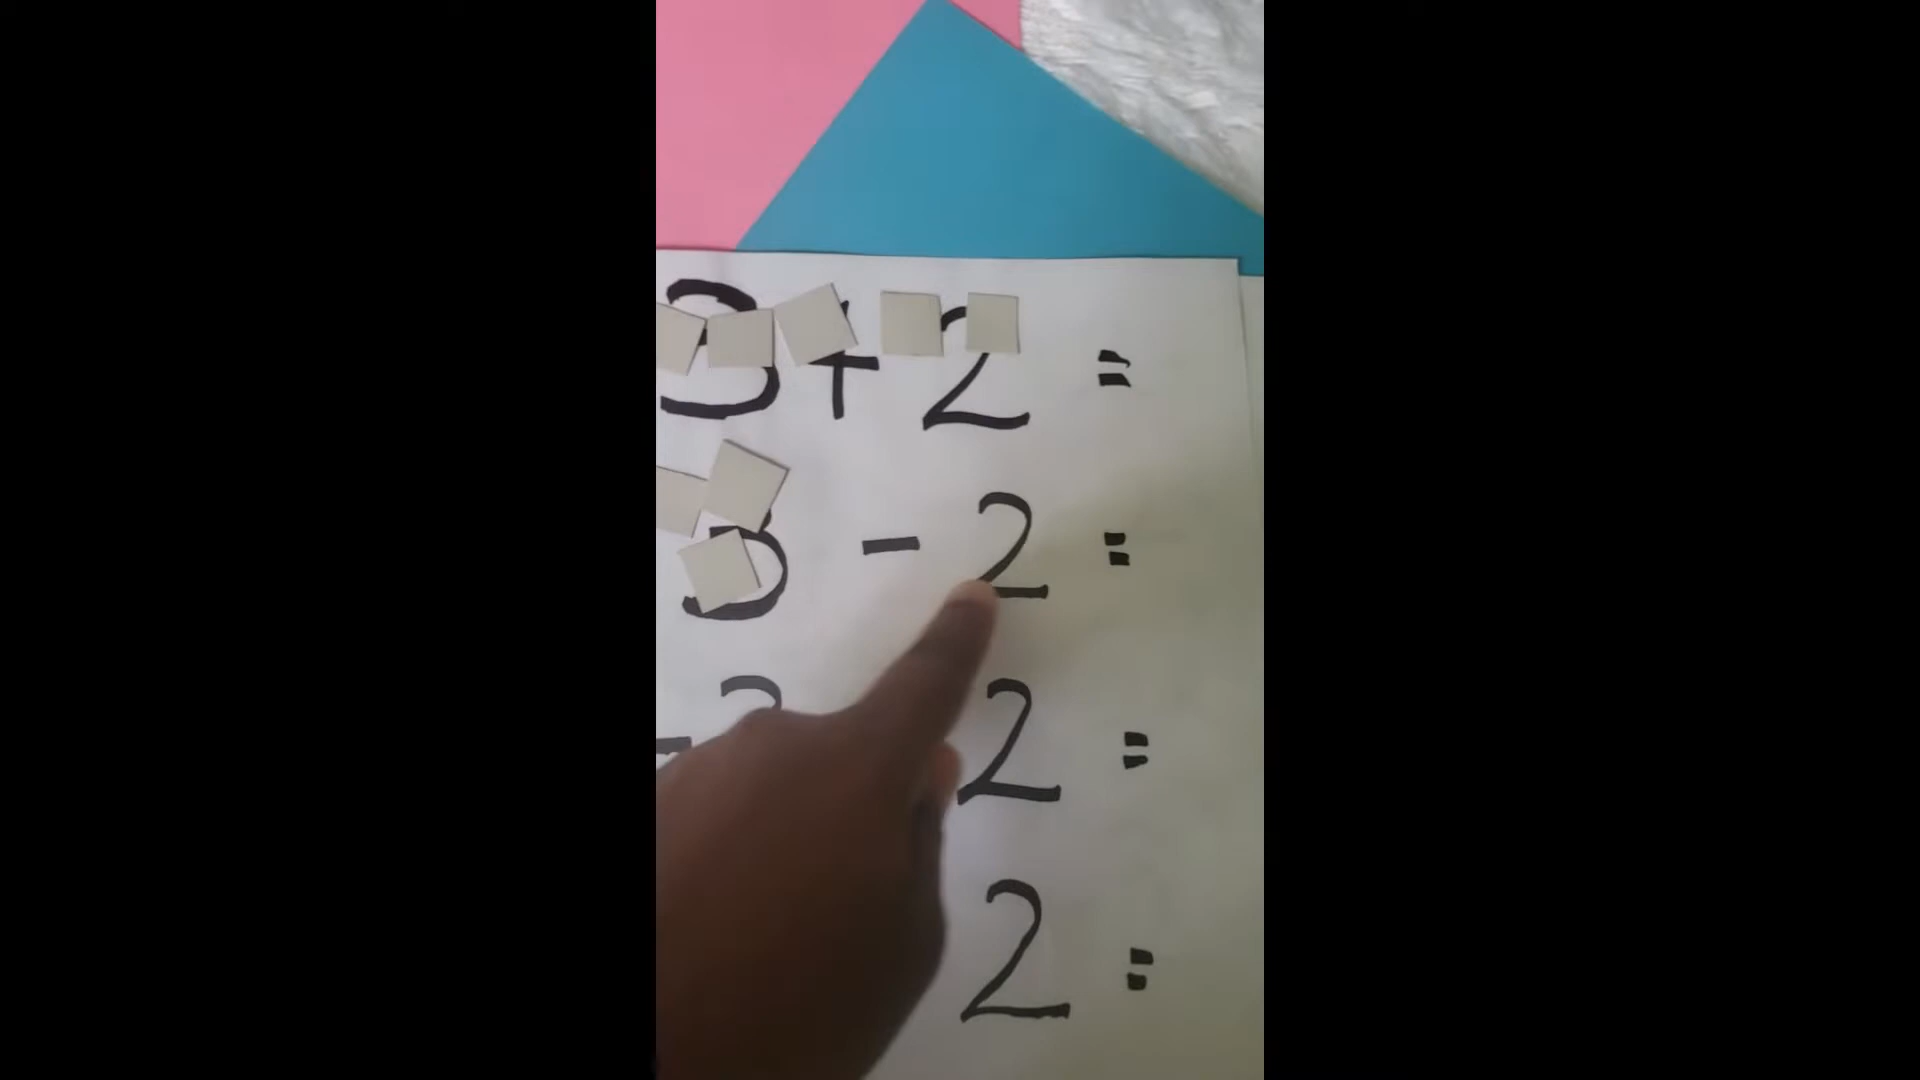 3 + 2 =
3 - 2 =
2 =
2 =